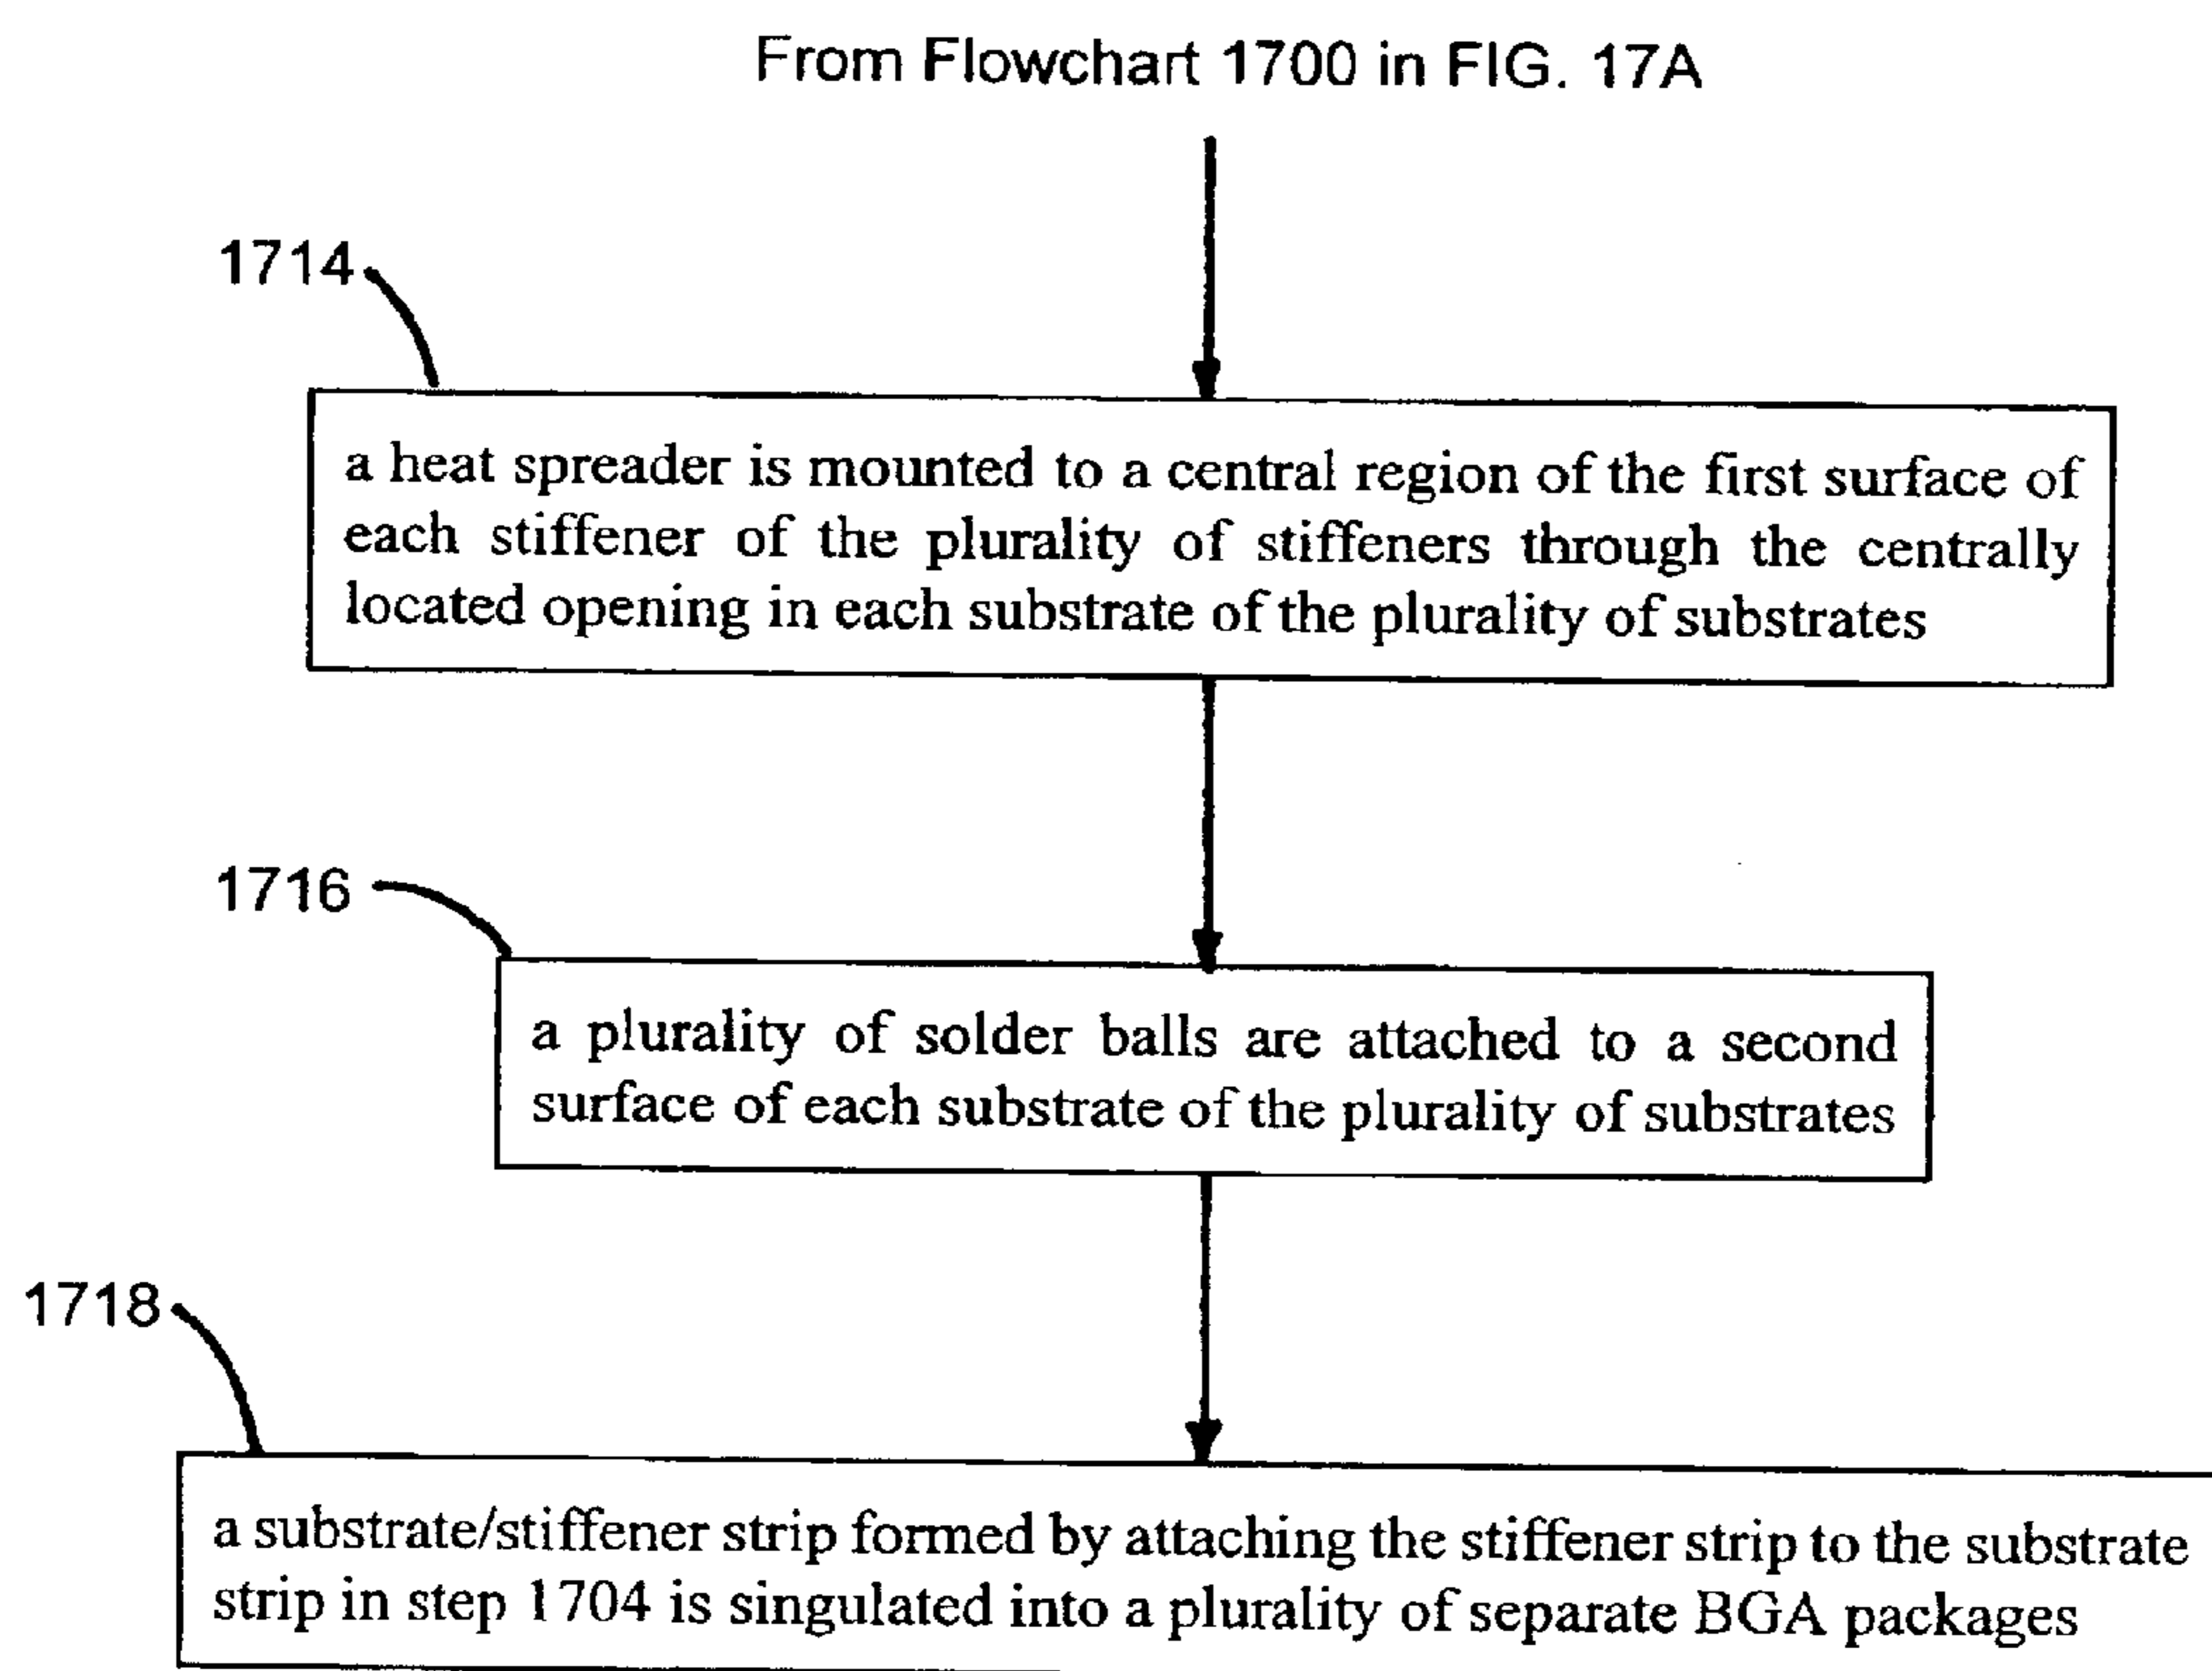 From Flowchart 1700 in FIG. 17A
1714
a heat spreader is mounted to a central region of the first surface of
each stiffener of the plurality of stiffeners through the centrally
located opening in each substrate of the plurality of substrates
1716
a plurality of solder balls are attached to a second
surface of each substrate of the plurality of substrates
1718
a substrate/stiffener strip formed by attaching the stiffener strip to the substrate
strip in step 1704 is singulated into a plurality of separate BGA packages